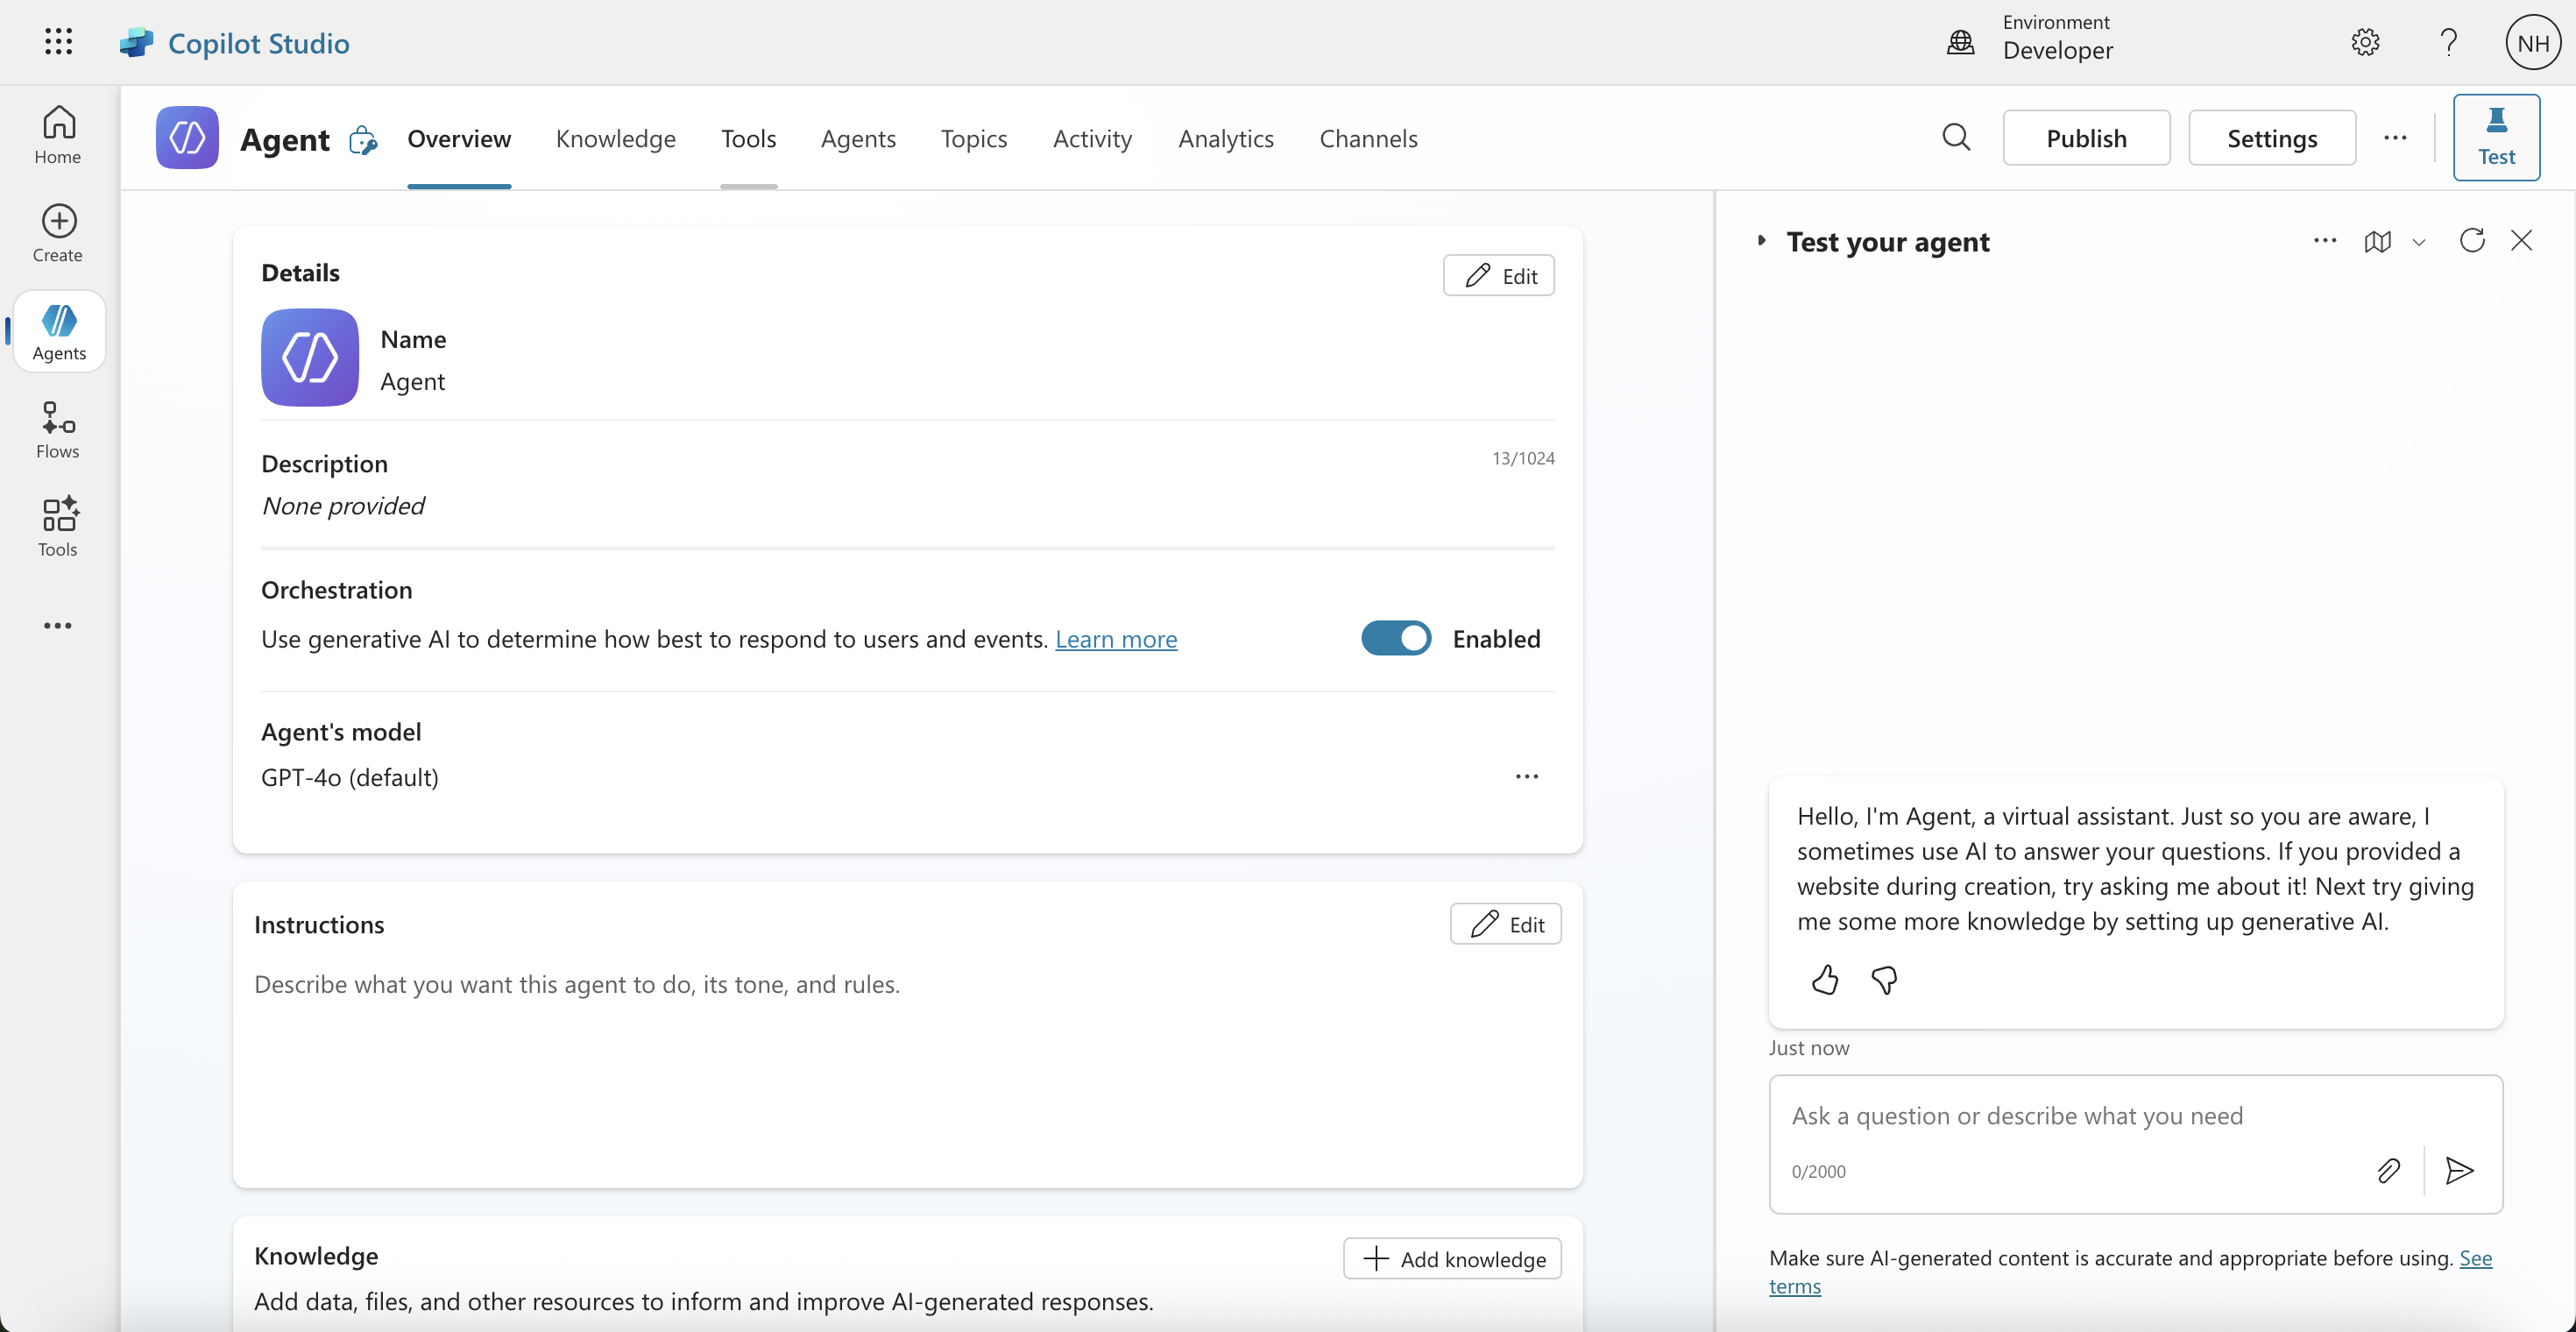 Copilot Studio
Environment
Developer
NH
Home
Create
Agents
Flows
Tools
Agent
Overview
Knowledge
Tools
Agents
Topics
Activity
Analytics
Channels
Publish
Settings
Test
Details
Edit
Name
Agent
Description
13/1024
None provided
Orchestration
Use generative AI to determine how best to respond to users and events. Learn more
Enabled
Agent's model
GPT-4o (default)
Instructions
Edit
Describe what you want this agent to do, its tone, and rules.
Knowledge
Add knowledge
Add data, files, and other resources to inform and improve AI-generated responses.
Test your agent
Hello, I'm Agent, a virtual assistant. Just so you are aware, I
sometimes use AI to answer your questions. If you provided a
website during creation, try asking me about it! Next try giving
me some more knowledge by setting up generative AI.
Just now
Ask a question or describe what you need
0/2000
Make sure AI-generated content is accurate and appropriate before using. See
terms